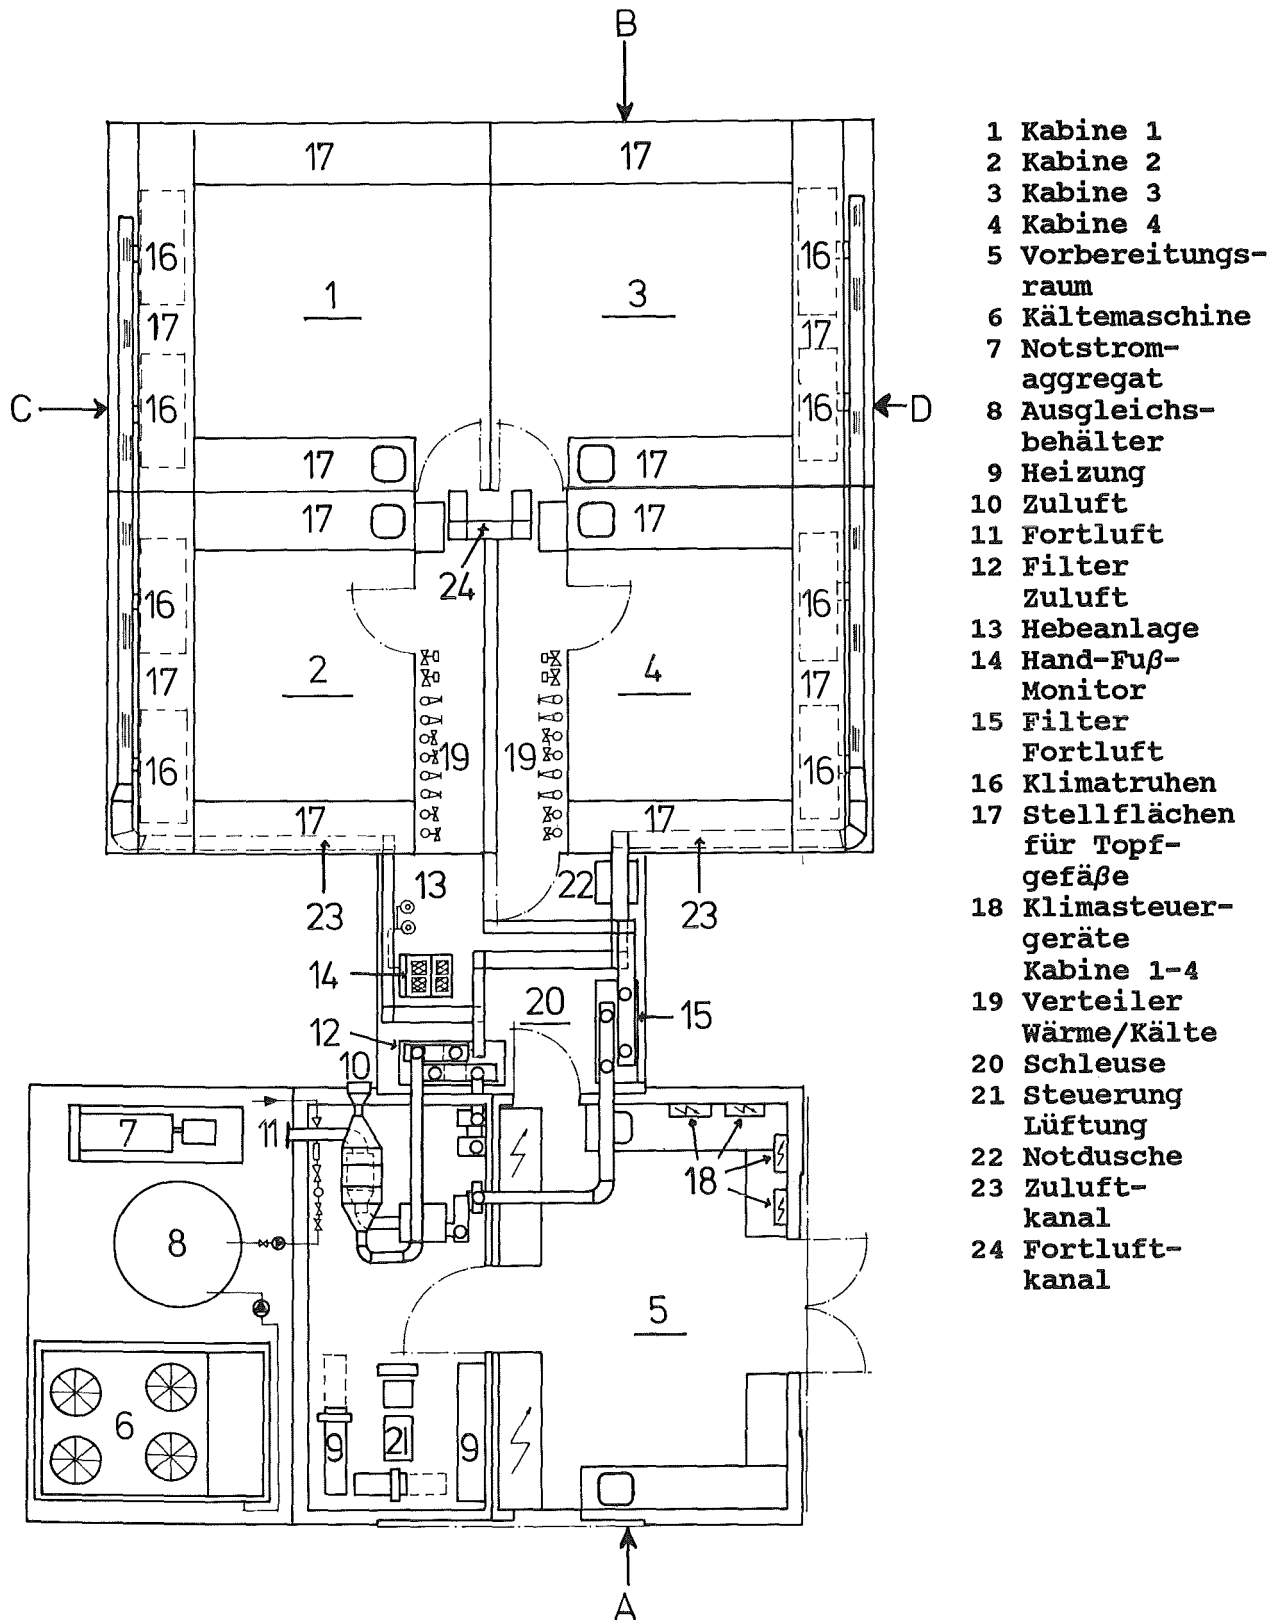 B
17 17
16 16
1 3
17 17
C 16 16 D
17 17
17 17
24
16 16
2 4
17 17
19 19
16 16
17 17
13 22
23 23
14
20
12 15
10
11
7
18
8
5
6
9 21 9
A
1 Kabine 1
2 Kabine 2
3 Kabine 3
4 Kabine 4
5 Vorbereitungs-
raum
6 Kältemaschine
7 Notstrom-
aggregat
8 Ausgleichs-
behälter
9 Heizung
10 Zuluft
11 Fortluft
12 Filter
Zuluft
13 Hebeanlage
14 Hand-Fuß-
Monitor
15 Filter
Fortluft
16 Klimatruhen
17 Stellflächen
für Topf-
gefäße
18 Klimasteuer-
geräte
Kabine 1-4
19 Verteiler
Wärme/Kälte
20 Schleuse
21 Steuerung
Lüftung
22 Notdusche
23 Zuluft-
kanal
24 Fortluft-
kanal